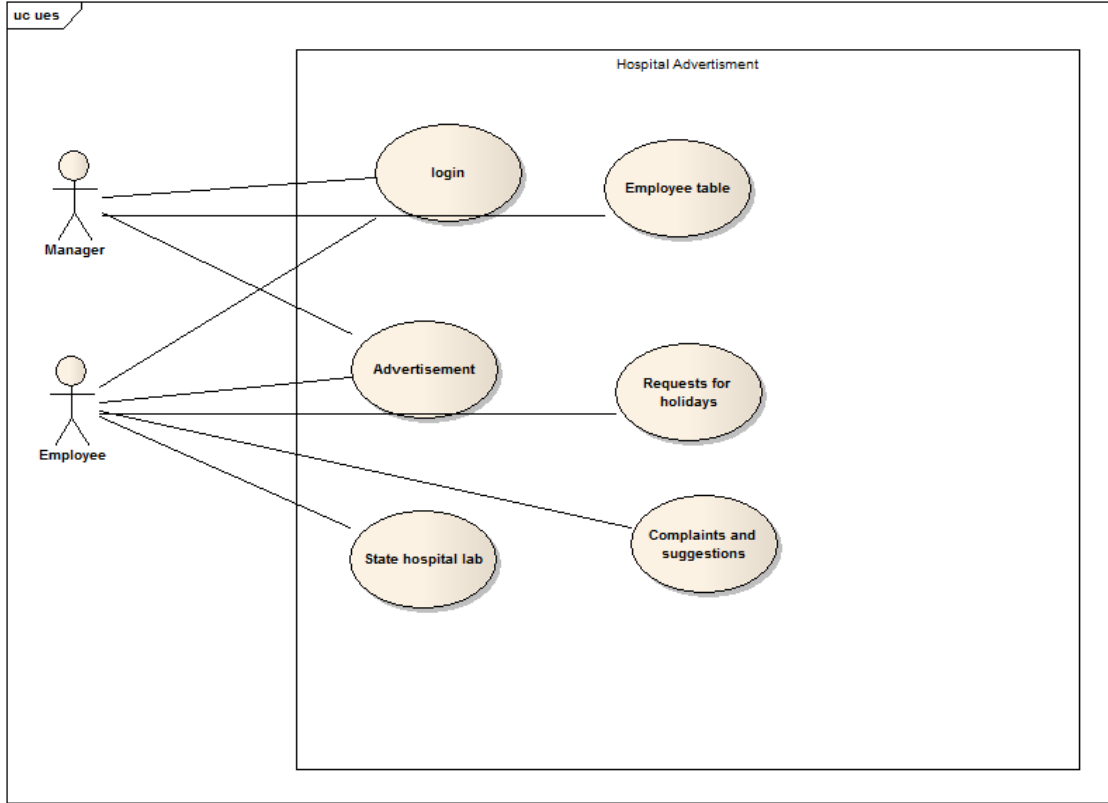 uc ues
Hospital Advertisment
login
Employee table
Manager
Advertisement
Requests for
holidays
Employee
State hospital lab
Complaints and
suggestions